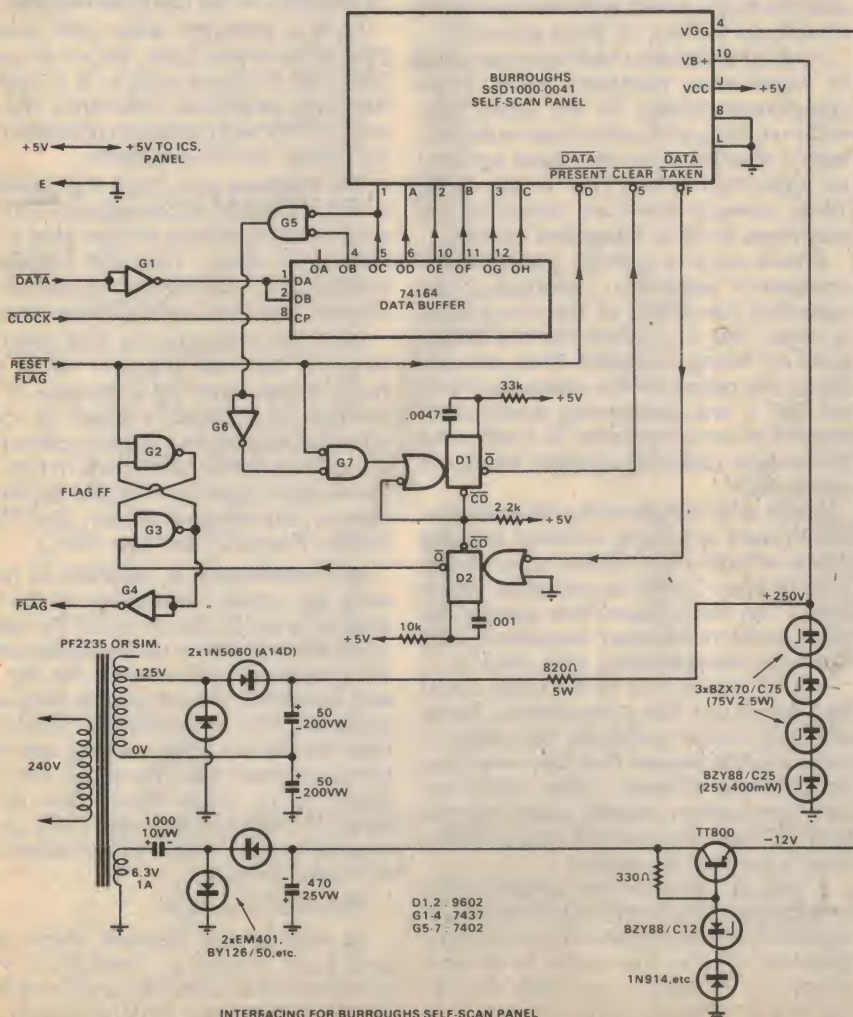 VGG 4
VB+ 10
BURROUGHS
SSD1000-0041
SELF-SCAN PANEL
VCC J +5V
8
L
+5V +5V TO ICS,
PANEL
E
DATA DATA
PRESENT CLEAR TAKEN
1 A 2 B 3 C D 5 F
G5
1 4 5 6 10 11 12
OA OB OC OD OE OF OG OH
G1
DATA
1 DA
2 DB
74164
DATA BUFFER
CLOCK 8 CP
RESET
FLAG
33k
+5V
.0047
G6
G2
G7
D1
Q
FLAG FF
CD
2.2k
+5V
G3
CD
Q
D2
FLAG G4
10k
+5V
.001
+250V
PF2235 OR SIM.
2x1N5060 (A14D)
125V
820Ω
5W
3xBZX70/C75
(75V 2.5W)
50
200VW
0V
240V
50
200VW
BZY88/C25
(25V 400mW)
1000
10VW
TT800
-12V
6.3V
1A
330Ω
470
25VW
D1,2 . 9602
G1-4 . 7437
G5-7 . 7402
BZY88/C12
2xEM401,
BY126/50,etc.
1N914,etc.
INTERFACING FOR BURROUGHS SELF-SCAN PANEL